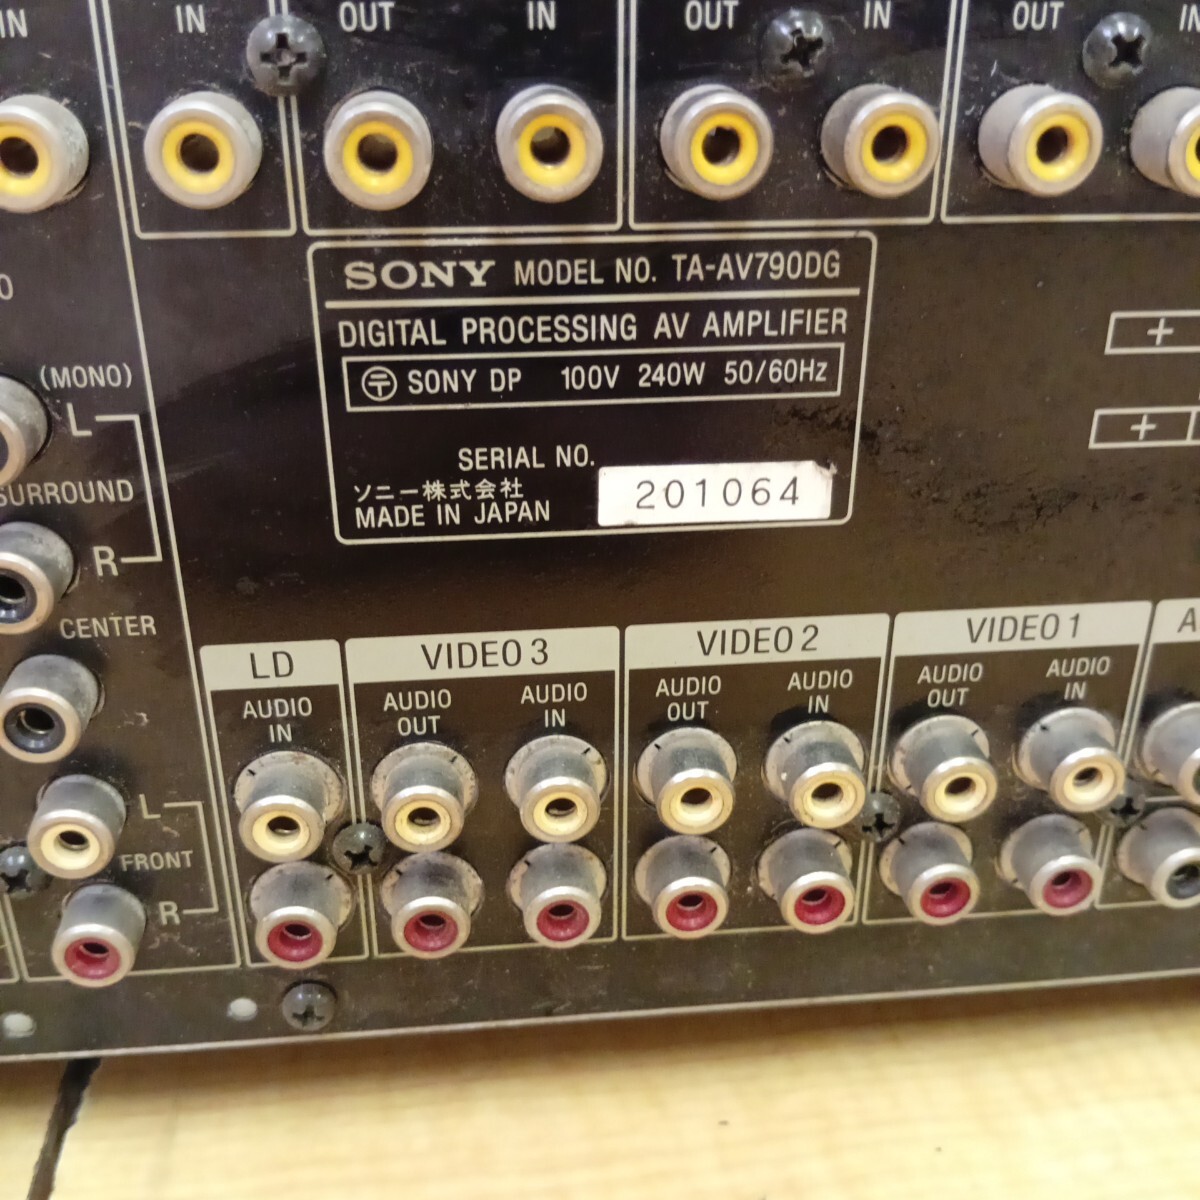 IN IN OUT IN OUT IN OUT IN
SONY MODEL NO. TA-AV790DG
DIGITAL PROCESSING AV AMPLIFIER
〒 SONY DP 100V 240W 50/60Hz
SERIAL NO.
ソニー株式会社
MADE IN JAPAN
201064
+
+
(MONO)
L
SURROUND
R
CENTER
L
FRONT
R
LD
AUDIO
IN
VIDEO 3
AUDIO
OUT
AUDIO
IN
VIDEO 2
AUDIO
OUT
AUDIO
IN
VIDEO 1
AUDIO
OUT
AUDIO
IN